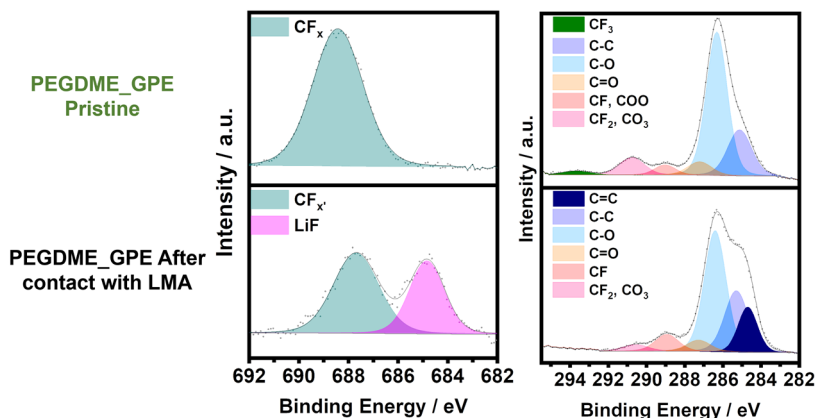 PEGDME_GPE
Pristine
CFx
CF3
C-C
C-O
C=O
CF, COO
CF2, CO3
PEGDME_GPE After
contact with LMA
CFx'
LiF
C=C
C-C
C-O
C=O
CF
CF2, CO3
Intensity / a.u.
Intensity / a.u.
692 690 688 686 684 682
294 292 290 288 286 284 282
Binding Energy / eV
Binding Energy / eV